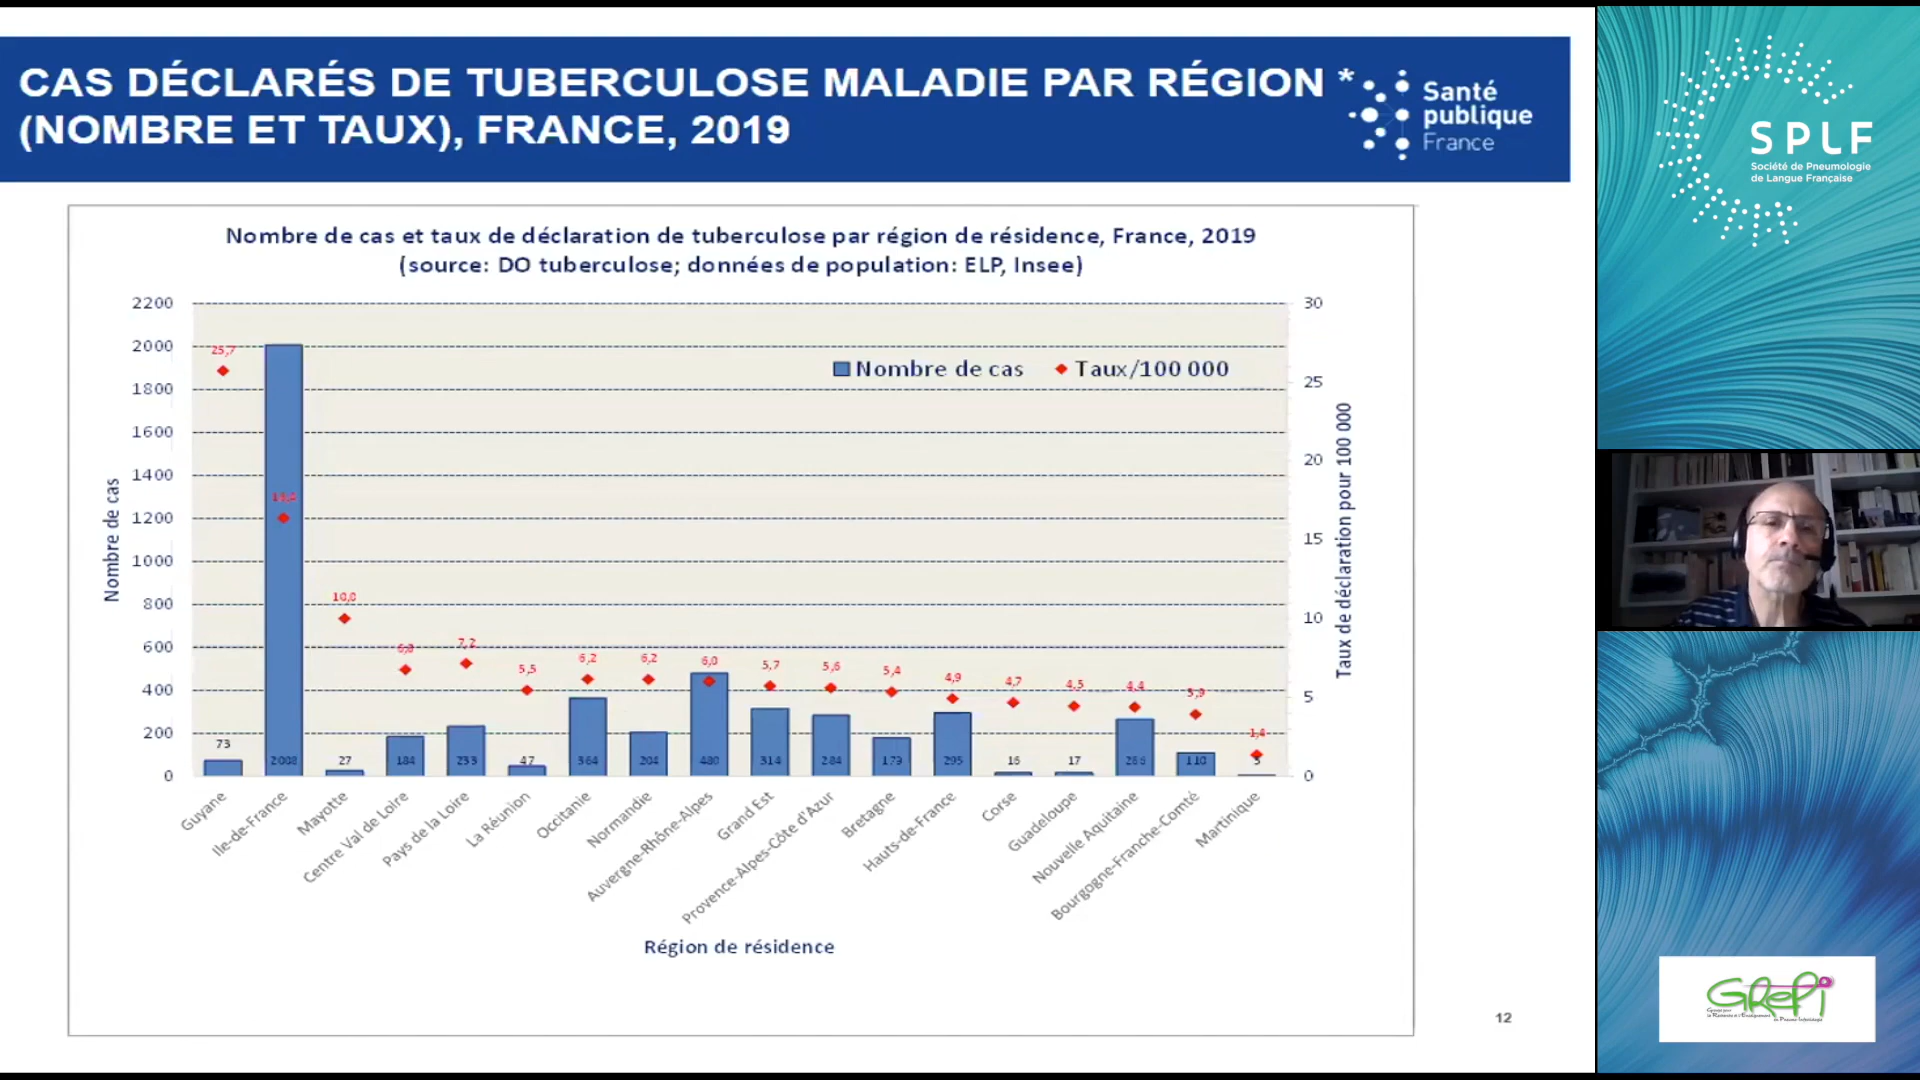 CAS DÉCLARÉS DE TUBERCULOSE MALADIE PAR RÉGION *
(NOMBRE ET TAUX), FRANCE, 2019
Santé
publique
France
SPLF
Société de Pneumologie
de Langue Française
Nombre de cas et taux de déclaration de tuberculose par région de résidence, France, 2019
(source: DO tuberculose; données de population: ELP, Insee)
Nombre de cas
Taux/100 000
Nombre de cas
2200
2000
1800
1600
1400
1200
1000
800
600
400
200
0
30
25
20
15
10
5
0
Taux de déclaration pour 100 000
25,7
10,0
7,2
5,5
6,2
6,2
6,0
5,7
5,6
5,4
4,9
4,7
4,5
4,4
1,4
73
2008
27
184
233
47
364
204
480
314
284
179
295
16
17
110
Guyane
Ile-de-France
Mayotte
Centre Val de Loire
Pays de la Loire
La Réunion
Occitanie
Normandie
Auvergne-Rhône-Alpes
Grand Est
Provence-Alpes-Côte d'Azur
Bretagne
Hauts-de-France
Corse
Guadeloupe
Nouvelle Aquitaine
Bourgogne-Franche-Comté
Martinique
Région de résidence
12
GREPI